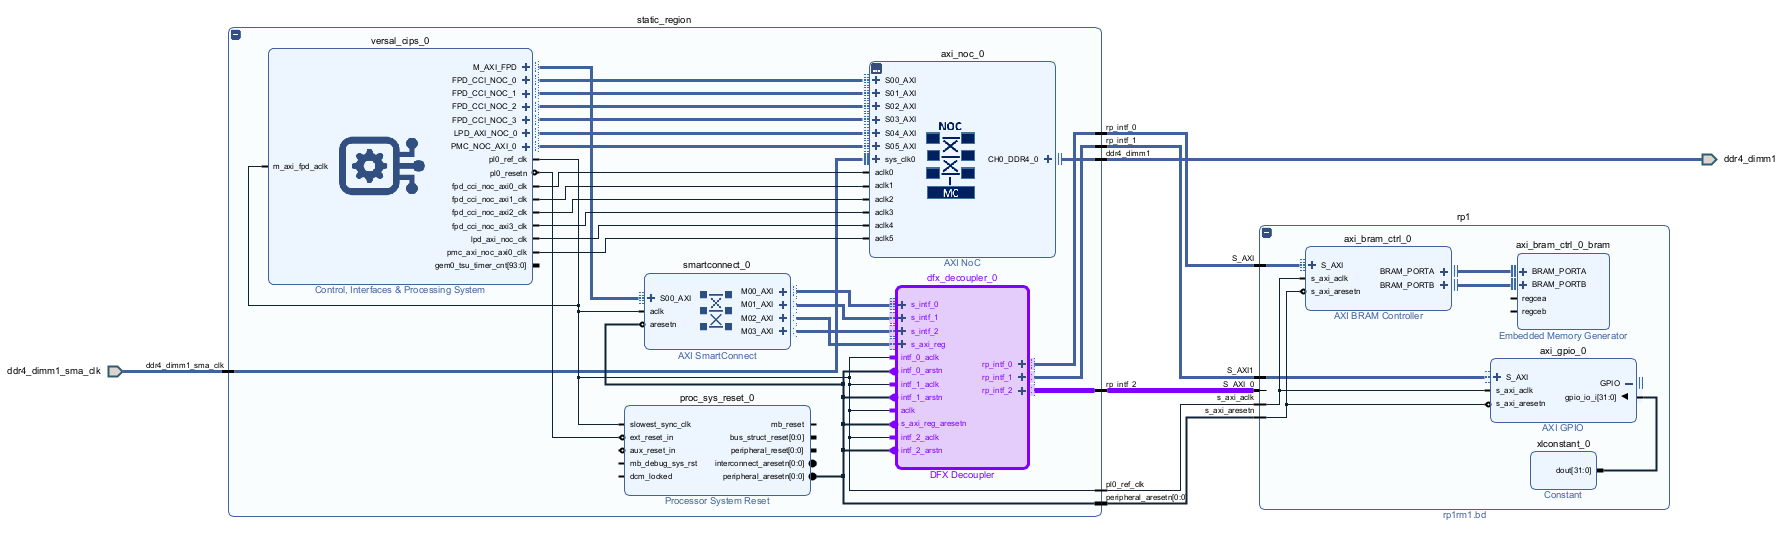 static_region
versal_cips_0
M_AXI_FPD
FPD_CCI_NOC_0
FPD_CCI_NOC_1
FPD_CCI_NOC_2
FPD_CCI_NOC_3
LPD_AXI_NOC_0
PMC_NOC_AXI_0
pl0_ref_clk
m_axi_fpd_aclk
pl0_resetn
fpd_cci_noc_axi0_clk
fpd_cci_noc_axi1_clk
fpd_cci_noc_axi2_clk
fpd_cci_noc_axi3_clk
lpd_axi_noc_clk
pmc_axi_noc_axi0_clk
gem0_tsu_timer_cnt[93:0]
Control, Interfaces & Processing System
axi_noc_0
S00_AXI
S01_AXI
S02_AXI
S03_AXI
S04_AXI
S05_AXI
sys_clk0
aclk0
aclk1
aclk2
aclk3
aclk4
aclk5
NOC
MC
CH0_DDR4_0
AXI NoC
rp_intf_0
rp_intf_1
ddr4_dimm1
ddr4_dimm1
smartconnect_0
S00_AXI
aclk
aresetn
M00_AXI
M01_AXI
M02_AXI
M03_AXI
AXI SmartConnect
dfx_decoupler_0
s_intf_0
s_intf_1
s_intf_2
s_axi_reg
intf_0_aclk
intf_0_arstn
intf_1_aclk
intf_1_arstn
aclk
s_axi_reg_aresetn
intf_2_aclk
intf_2_arstn
rp_intf_0
rp_intf_1
rp_intf_2
DFX Decoupler
ddr4_dimm1_sma_clk
ddr4_dimm1_sma_clk
proc_sys_reset_0
slowest_sync_clk
ext_reset_in
aux_reset_in
mb_debug_sys_rst
dcm_locked
mb_reset
bus_struct_reset[0:0]
peripheral_reset[0:0]
interconnect_aresetn[0:0]
peripheral_aresetn[0:0]
Processor System Reset
rp_intf_2
pl0_ref_clk
peripheral_aresetn[0:0]
rp1
S_AXI
S_AXI1
S_AXI_0
s_axi_aclk
s_axi_aresetn
axi_bram_ctrl_0
S_AXI
s_axi_aclk
s_axi_aresetn
BRAM_PORTA
BRAM_PORTB
AXI BRAM Controller
axi_bram_ctrl_0_bram
BRAM_PORTA
BRAM_PORTB
regcea
regceb
Embedded Memory Generator
axi_gpio_0
S_AXI
s_axi_aclk
s_axi_aresetn
GPIO
gpio_io_i[31:0]
AXI GPIO
xlconstant_0
dout[31:0]
Constant
rp1rm1.bd